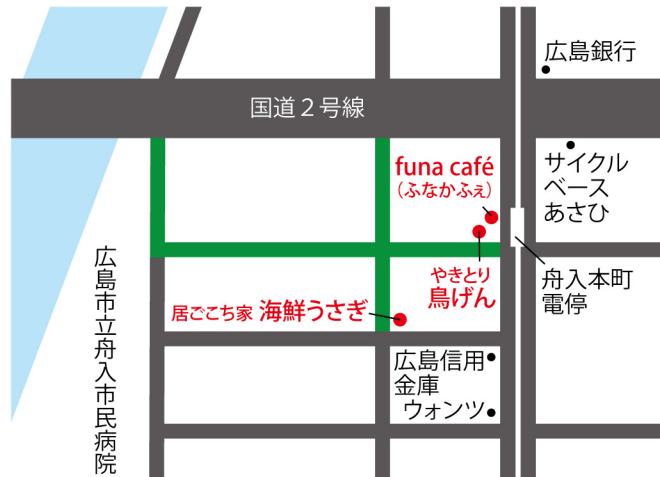 広島銀行
国道2号線
funa café
（ふなかふぇ）
サイクル
ベース
あさひ
やきとり
鳥げん
舟入本町
電停
居ごこち家 海鮮うさぎ
広島市立舟入市民病院
広島信用
金庫
ウォンツ